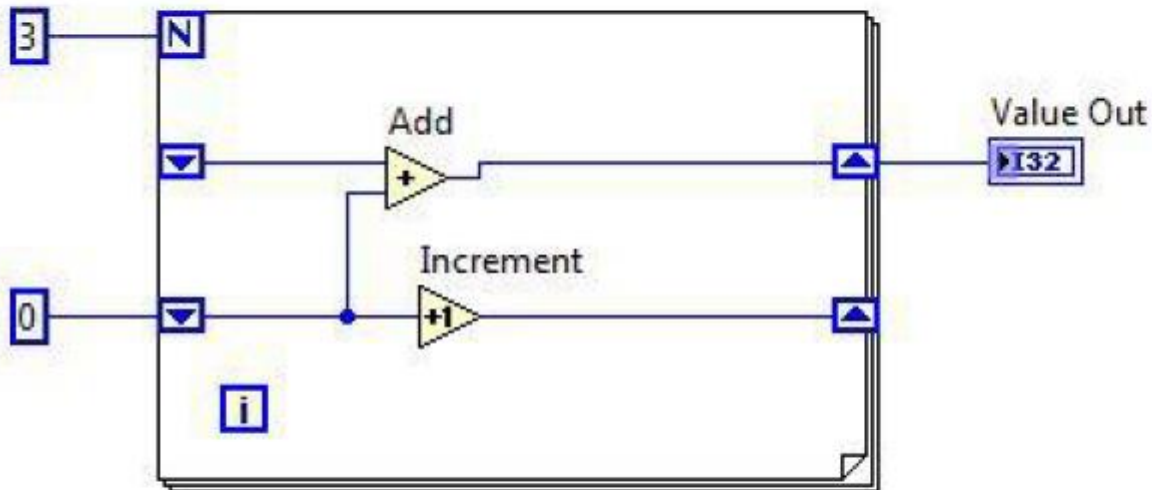 3
N
Add
+
Value Out
I32
Increment
0
+1
i